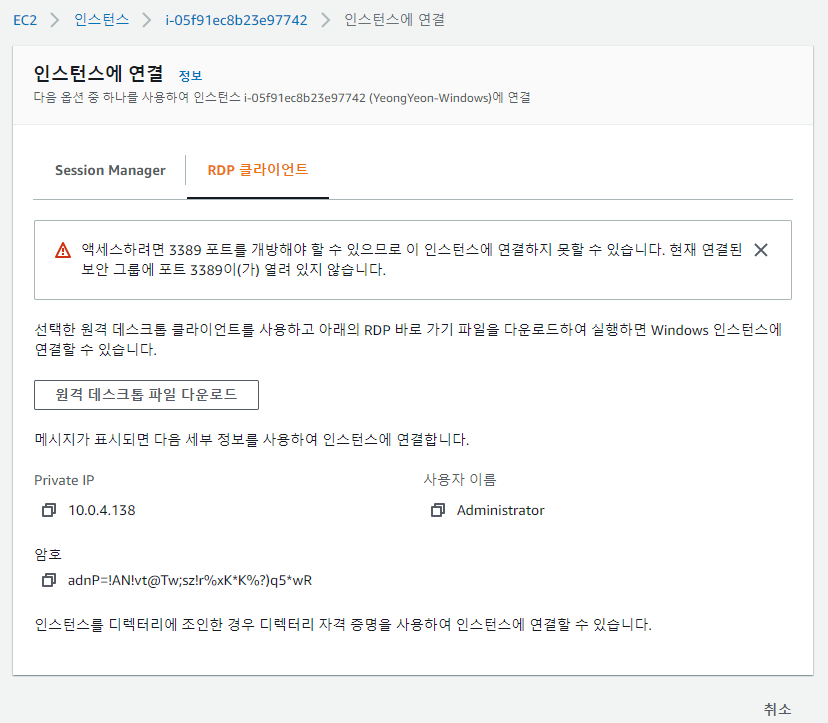 EC2 > 인스턴스 > i-05f91ec8b23e97742 > 인스턴스에 연결
인스턴스에 연결 정보
다음 옵션 중 하나를 사용하여 인스턴스 i-05f91ec8b23e97742 (YeongYeon-Windows)에 연결
Session Manager RDP 클라이언트
액세스하려면 3389 포트를 개방해야 할 수 있으므로 이 인스턴스에 연결하지 못할 수 있습니다. 현재 연결된
보안 그룹에 포트 3389이(가) 열려 있지 않습니다.
선택한 원격 데스크톱 클라이언트를 사용하고 아래의 RDP 바로 가기 파일을 다운로드하여 실행하면 Windows 인스턴스에
연결할 수 있습니다.
원격 데스크톱 파일 다운로드
메시지가 표시되면 다음 세부 정보를 사용하여 인스턴스에 연결합니다.
Private IP 사용자 이름
10.0.4.138 Administrator
암호
adnP=!AN!vt@Tw;sz!r%xK*K%?)q5*wR
인스턴스를 디렉터리에 조인한 경우 디렉터리 자격 증명을 사용하여 인스턴스에 연결할 수 있습니다.
취소